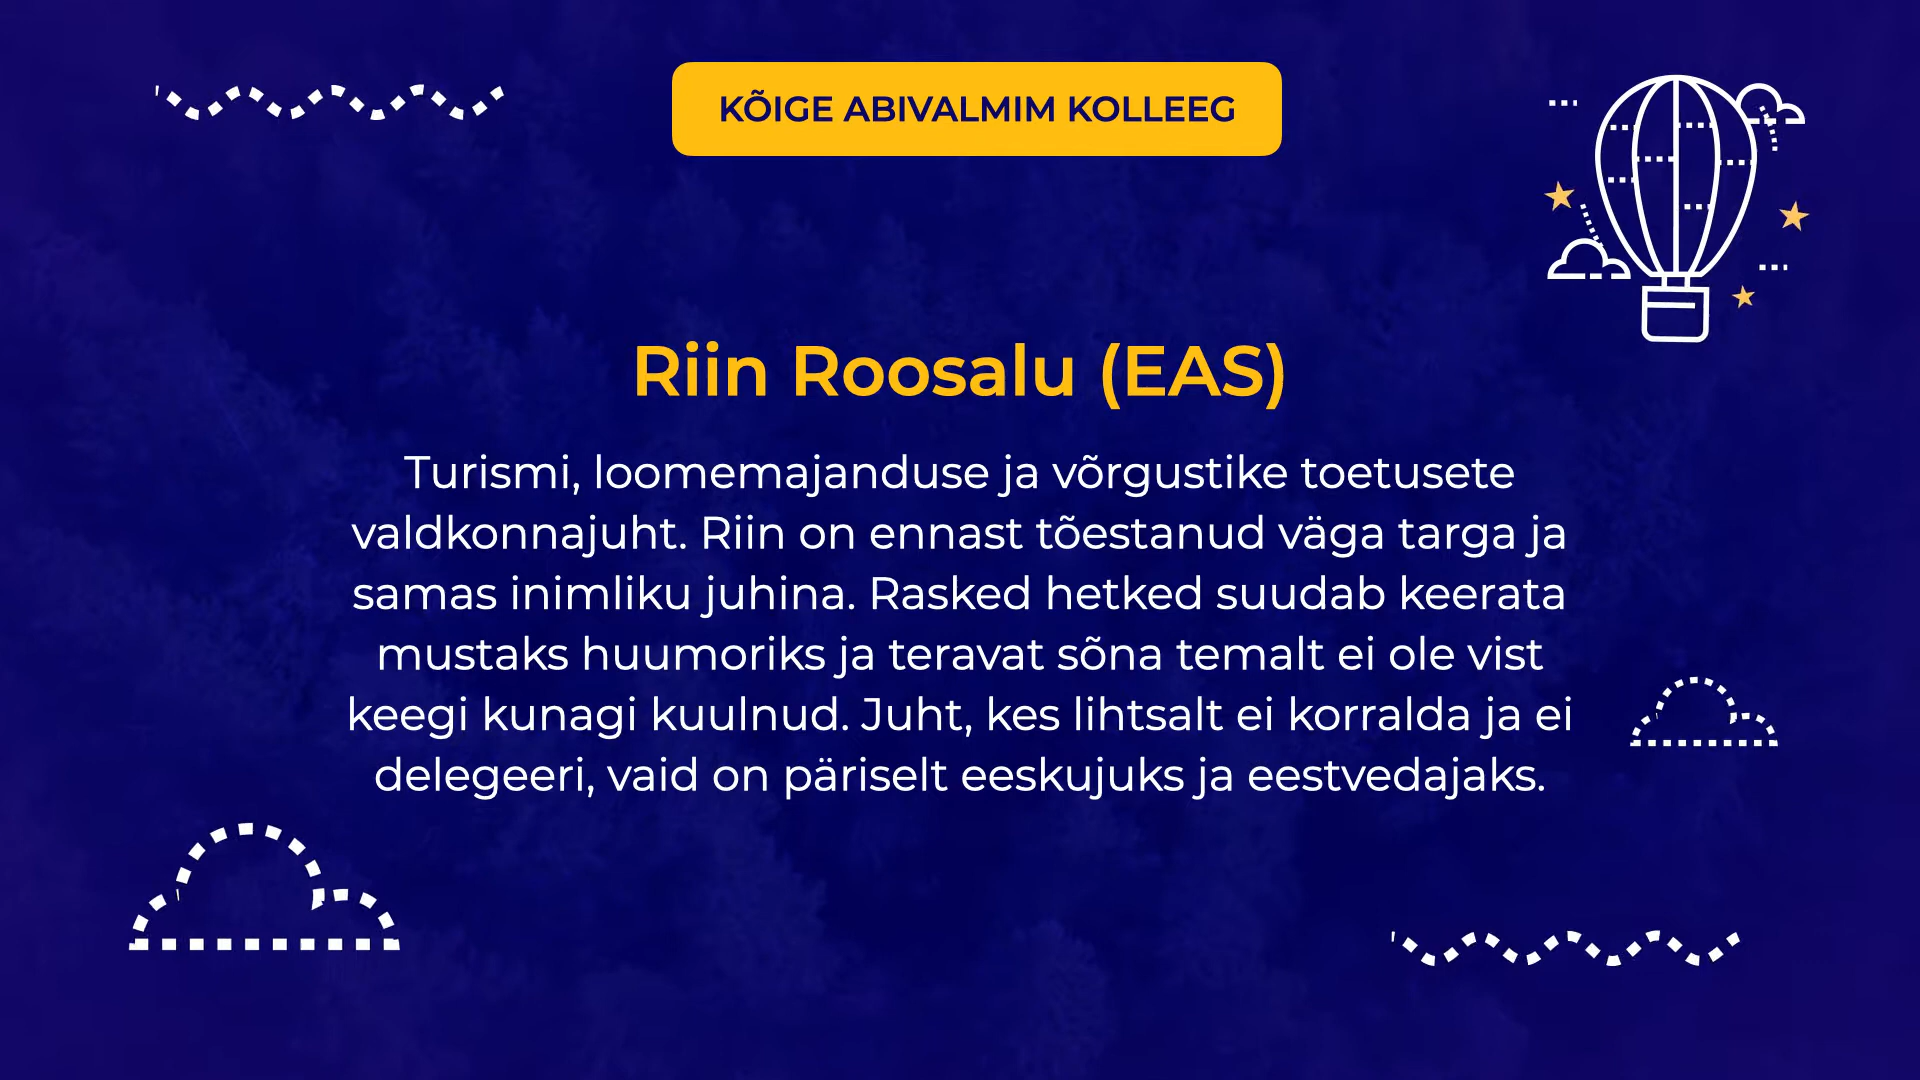 KÕIGE ABIVALMIM KOLLEEG
Riin Roosalu (EAS)
Turismi, loomemajanduse ja võrgustike toetusete
valdkonnajuht. Riin on ennast tõestanud väga targa ja
samas inimliku juhina. Rasked hetked suudab keerata
mustaks huumoriks ja teravat sõna temalt ei ole vist
keegi kunagi kuulnud. Juht, kes lihtsalt ei korralda ja ei
delegeeri, vaid on päriselt eeskujuks ja eestvedajaks.